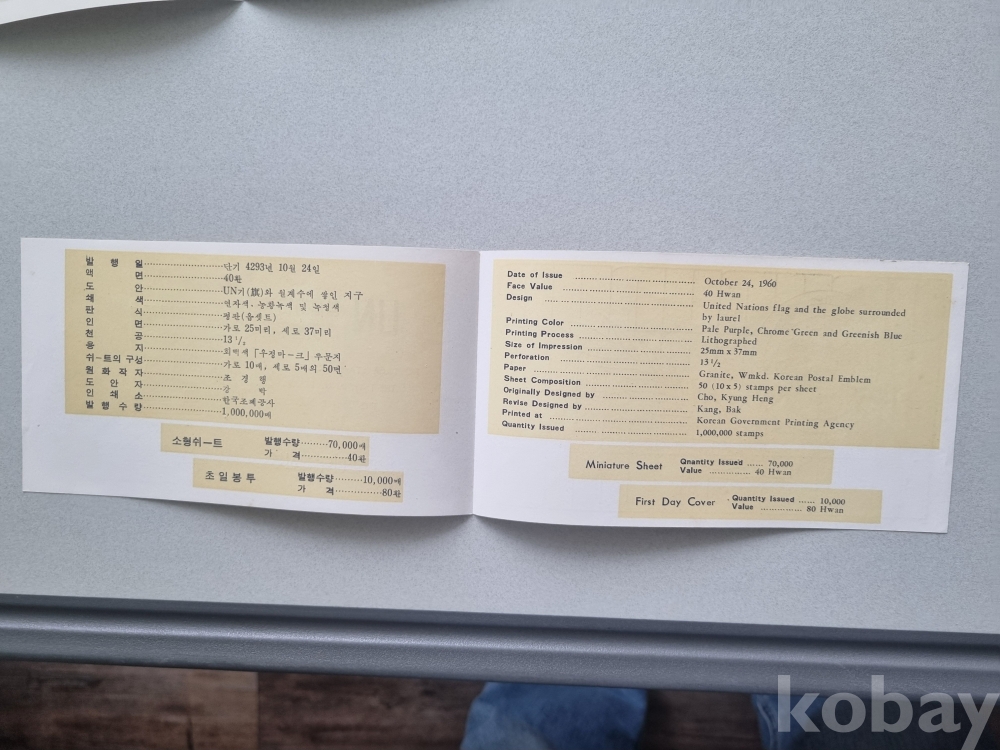 발 행 일 단기 4293년 10월 24일
액 면 40환
도 안 UN기(旗)와 월계수에 쌓인 지구
쇄 색 연자색·농황녹색 및 녹청색
판 식 평판(옵셋트)
인 면 가로 25미리, 세로 37미리
천 공 13 1/2
용 지 회백색 「우정마-크」무문지
쉬-트의 구성 가로 10매, 세로 5매의 50면
원 화 작 자 조 경 행
도 안 자 강 박
인 쇄 소 한국조폐공사
발 행 수 량 1,000,000매
소형쉬-트 발행수량 70,000매
가 격 40환
초 일 봉 투 발행수량 10,000매
가 격 80환
Date of Issue October 24, 1960
Face Value 40 Hwan
Design United Nations flag and the globe surrounded
by laurel
Printing Color Pale Purple, Chrome Green and Greenish Blue
Printing Process Lithographed
Size of Impression 25mm x 37mm
Perforation 13 1/2
Paper Granite, Wmkd. Korean Postal Emblem
Sheet Composition 50 (10 x 5) stamps per sheet
Originally Designed by Cho, Kyung Heng
Revise Designed by Kang, Bak
Printed at Korean Government Printing Agency
Quantity Issued 1,000,000 stamps
Miniature Sheet Qnantity Issued 70,000
Value 40 Hwan
First Day Cover Quantity Issued 10,000
Value 80 Hwan
kobay